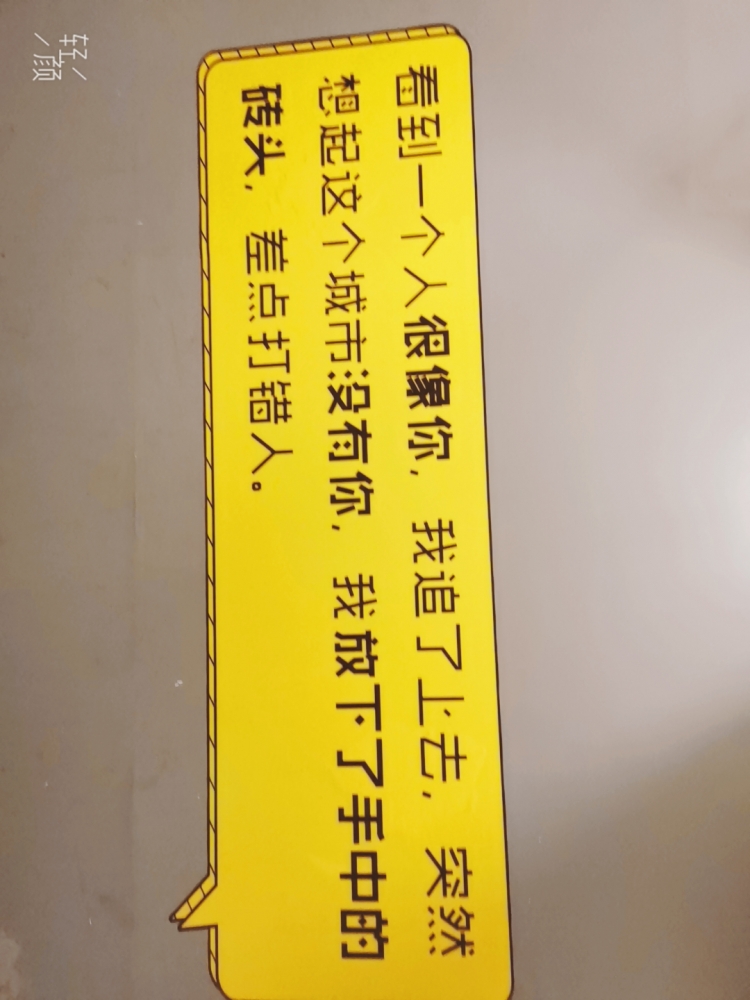 看到一个人很像你，我追了上去，突然
想起这个城市没有你，我放下了手中的
砖头，差点打错人。
轻颜